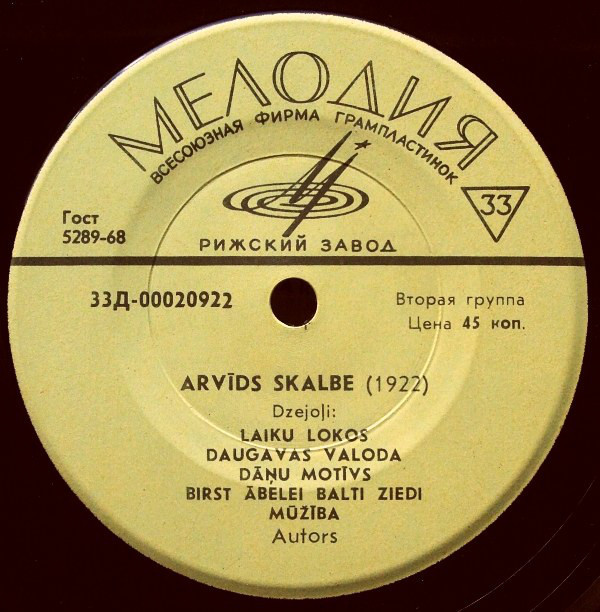 МЕЛОДИЯ
ВСЕСОЮЗНАЯ ФИРМА ГРАМПЛАСТИНОК
33
Гост
5289-68
РИЖСКИЙ ЗАВОД
33Д-00020922
Вторая группа
Цена 45 коп.
ARVĪDS SKALBE (1922)
Dzejoļi:
LAIKU LOKOS
DAUGAVAS VALODA
DĀŅU MOTĪVS
BIRST ĀBELEI BALTI ZIEDI
MŪŽĪBA
Autors